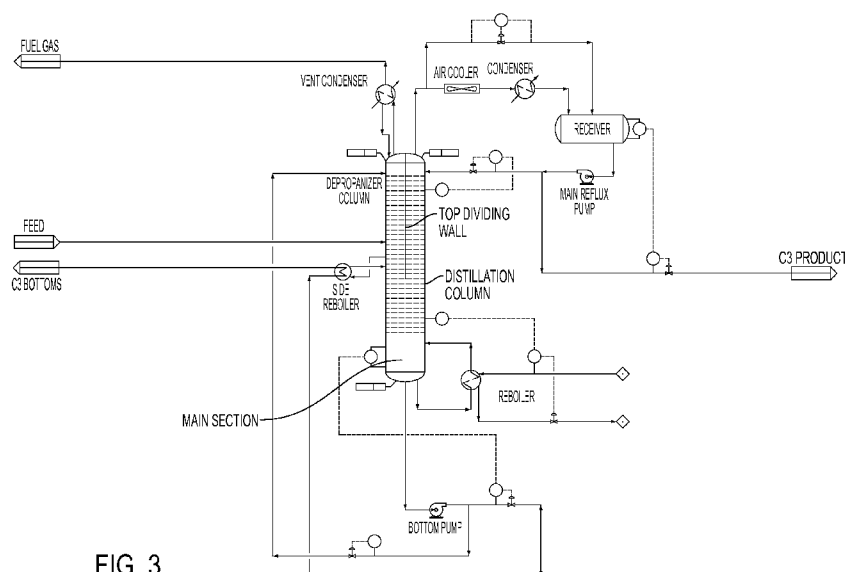 FUEL GAS
VENT CONDENSER
AIR COOLER
CONDENSER
RECEIVER
DEPROPANIZER
COLUMN
MAIN REFLUX
PUMP
TOP DIVIDING
WALL
FEED
C3 BOTTOMS
SIDE
REBOILER
C3 PRODUCT
DISTILLATION
COLUMN
REBOILER
MAIN SECTION
BOTTOM PUMP
FIG. 3